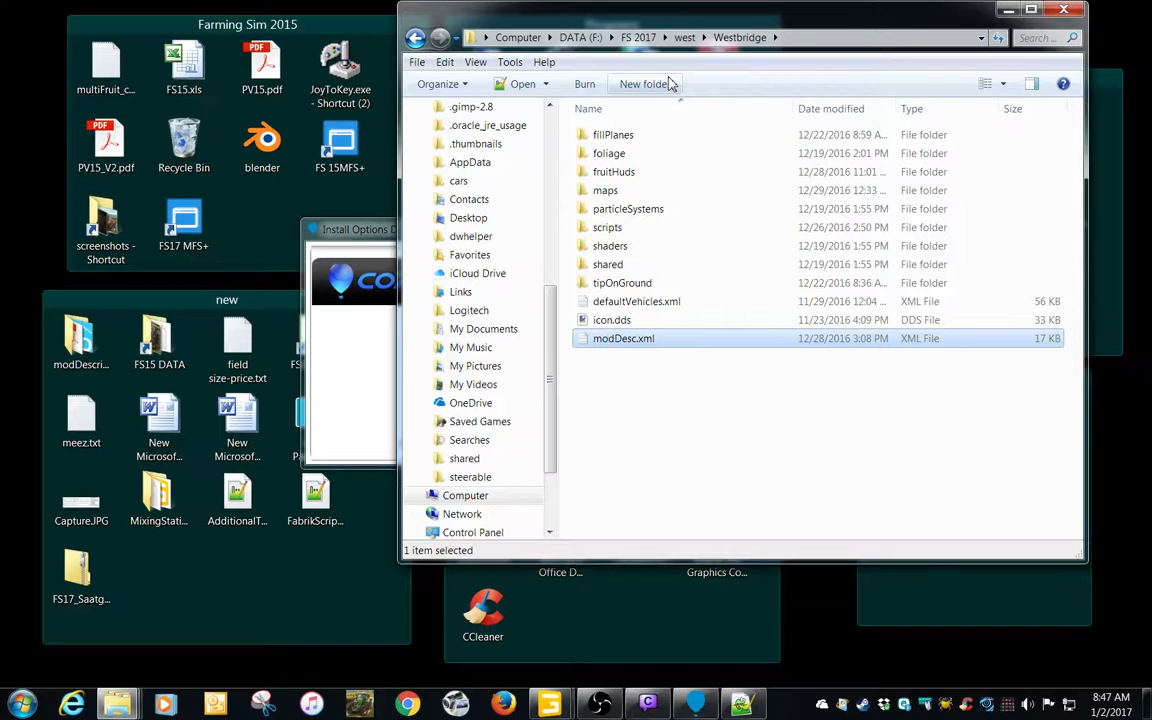 Farming Sim 2015
multiFruit_c...
FS15.xls
PV15.pdf
JoyToKey.exe
- Shortcut (2)
PV15_V2.pdf
Recycle Bin
blender
FS 15MFS+
screenshots -
Shortcut
FS17 MFS+
new
modDescri...
FS15 DATA
field
size-price.txt
meez.txt
New
Microsof...
New
Microsof...
Capture.JPG
MixingStati...
AdditionalT...
FabrikScrip...
FS17_Saatg...
Install Options D
Computer
DATA (F:)
FS 2017
west
Westbridge
Search ...
File
Edit
View
Tools
Help
Organize
Open
Burn
New folder
.gimp-2.8
.oracle_jre_usage
.thumbnails
AppData
cars
Contacts
Desktop
dwhelper
Favorites
iCloud Drive
Links
Logitech
My Documents
My Music
My Pictures
My Videos
OneDrive
Saved Games
Searches
shared
steerable
Computer
Network
Control Panel
Name
Date modified
Type
Size
fillPlanes 12/22/2016 8:59 A... File folder
foliage 12/19/2016 2:01 PM File folder
fruitHuds 12/28/2016 11:01 ... File folder
maps 12/29/2016 12:33 ... File folder
particleSystems 12/19/2016 1:55 PM File folder
scripts 12/26/2016 2:50 PM File folder
shaders 12/19/2016 1:55 PM File folder
shared 12/19/2016 1:55 PM File folder
tipOnGround 12/22/2016 8:36 A... File folder
defaultVehicles.xml 11/29/2016 12:04 ... XML File 56 KB
icon.dds 11/23/2016 4:09 PM DDS File 33 KB
modDesc.xml 12/28/2016 3:08 PM XML File 17 KB
1 item selected
Office D...
Graphics Co...
CCleaner
8:47 AM
1/2/2017